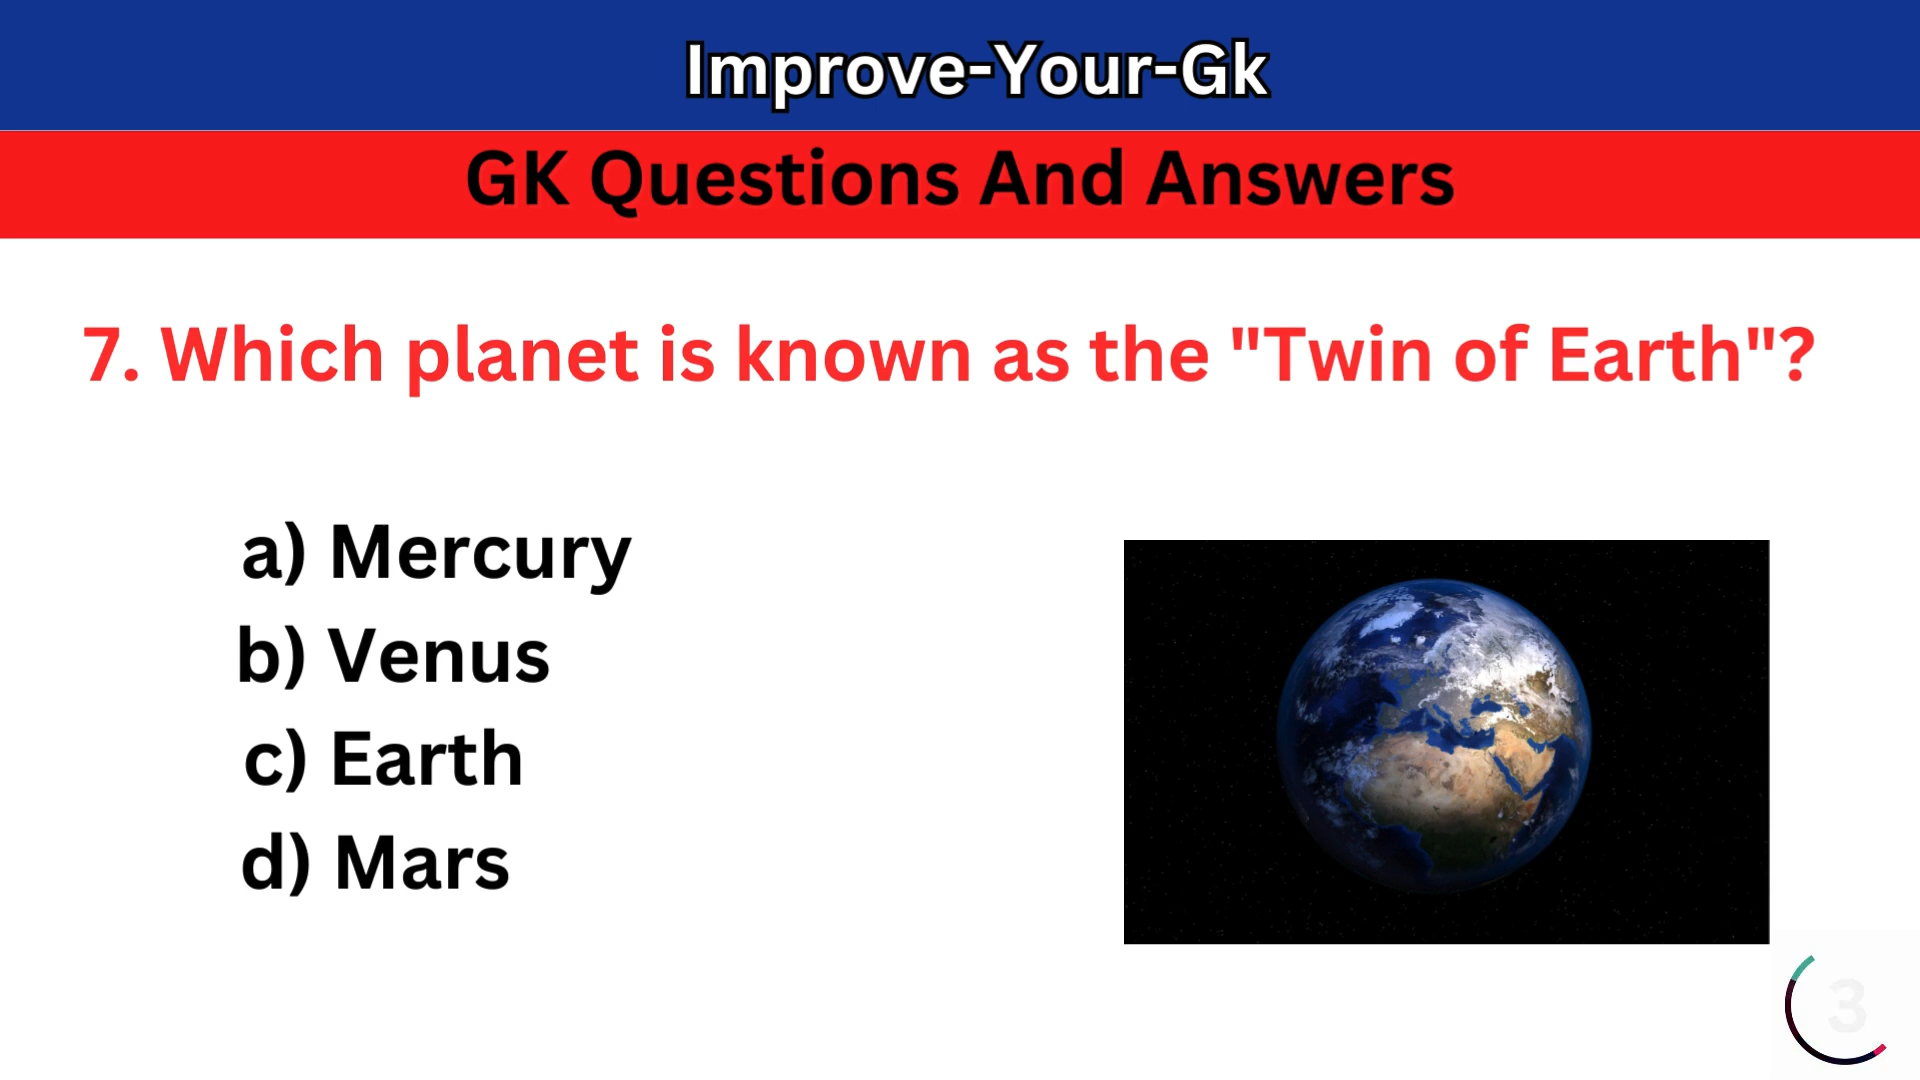 Improve-Your-Gk
GK Questions And Answers
7. Which planet is known as the "Twin of Earth"?
a) Mercury
b) Venus
c) Earth
d) Mars
3